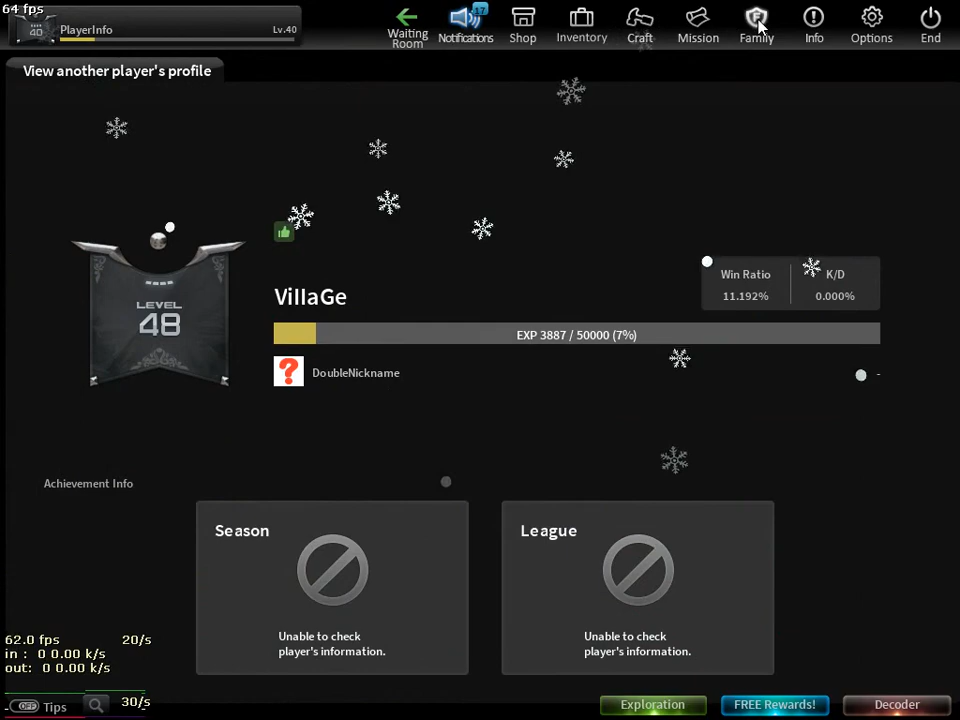 64 fps
40 PlayerInfo Lv.40
Waiting Room
17
Notifications
Shop
Inventory
Craft
Mission
F
Family
Info
Options
End
View another player's profile
LEVEL
48
VillaGe
Win Ratio
11.192%
K/D
0.000%
EXP 3887 / 50000 (7%)
? DoubleNickname
-
Achievement Info
Season
Unable to check
player's information.
League
Unable to check
player's information.
62.0 fps 20/s
in : 0 0.00 k/s
out: 0 0.00 k/s
30/s
OFF Tips
Exploration
FREE Rewards!
Decoder